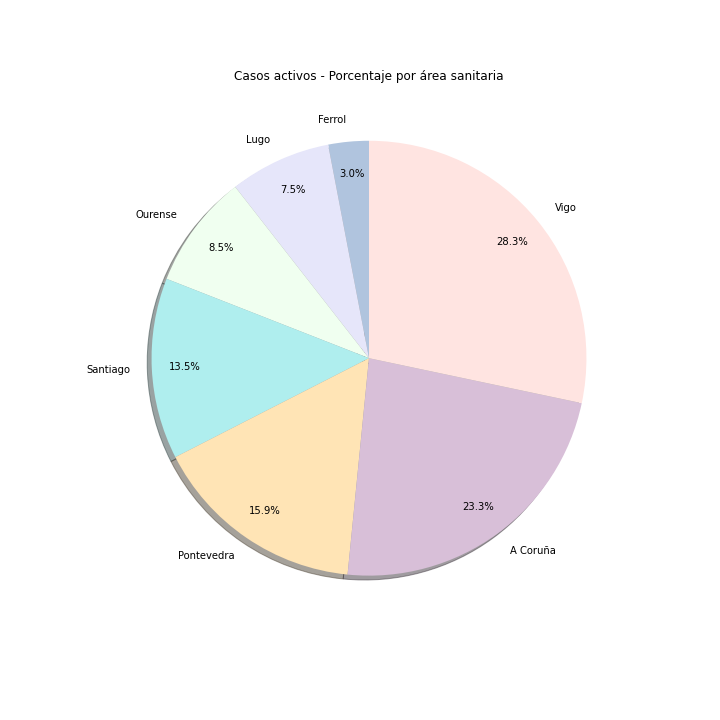 Casos activos - Porcentaje por área sanitaria
Ferrol
3.0%
Lugo
7.5%
Ourense
8.5%
Santiago
13.5%
Pontevedra
15.9%
A Coruña
23.3%
Vigo
28.3%